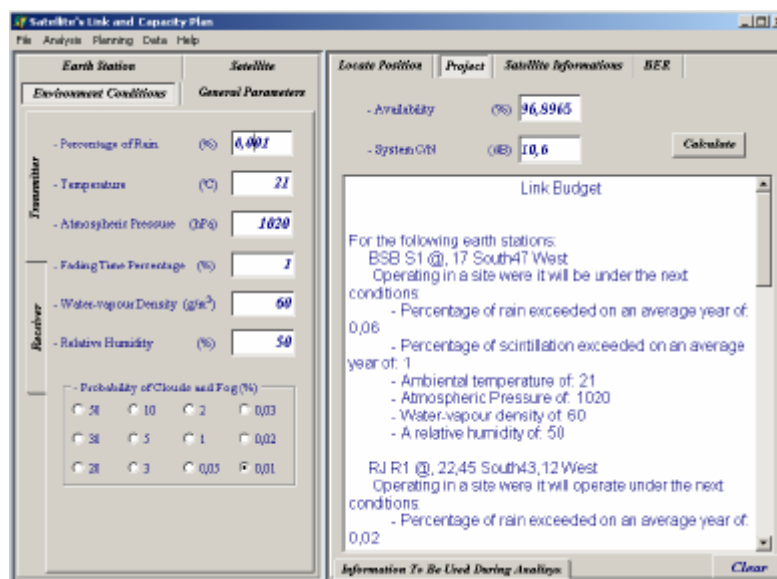 Satellite's Link and Capacity Plan
File Analysis Planning Data Help
Earth Station Satellite
Environment Conditions General Parameters
Transmitter
Receiver
- Percentage of Rain (%) 0,001
- Temperature (°C) 21
- Atmospheric Pressure (hPa) 1020
- Fading Time Percentage (%) 1
- Water-vapour Density (g/m³) 60
- Relative Humidity (%) 50
- Probability of Clouds and Fog (%)
50 10 2 0,03
30 5 1 0,02
20 3 0,05 0,01
Locate Position Project Satellite Informations BER
- Availability (%) 96,8965
- System C/N (dB) 10,6
Calculate
Link Budget
For the following earth stations:
BSB S1 @, 17 South47 West
Operating in a site were it will be under the next
conditions:
- Percentage of rain exceeded on an average year of:
0,06
- Percentage of scintillation exceeded on an average
year of: 1
- Ambiental temperature of: 21
- Atmospheric Pressure of: 1020
- Water-vapour density of: 60
- A relative humidity of: 50
RJ R1 @, 22,45 South43,12 West
Operating in a site were it will operate under the next
conditions:
- Percentage of rain exceeded on an average year of:
0,02
Information To Be Used During Analizys
Clear